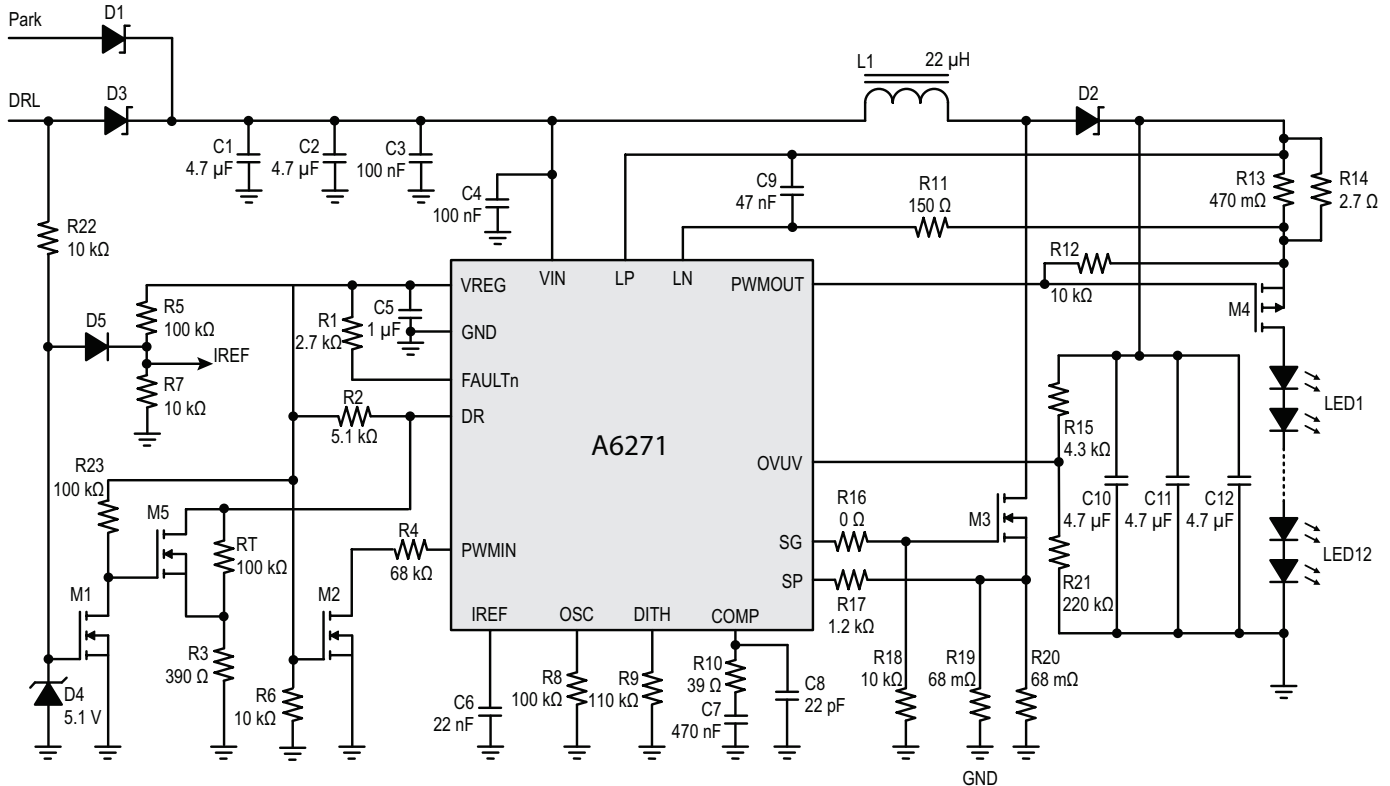 Park
D1
DRL
D3
L1
22 µH
D2
C1
4.7 µF
C2
4.7 µF
C3
100 nF
C4
100 nF
C9
47 nF
R11
150 Ω
R13
470 mΩ
R14
2.7 Ω
R22
10 kΩ
R12
10 kΩ
M4
R5
100 kΩ
D5
IREF
R7
10 kΩ
R1
2.7 kΩ
C5
1 µF
R2
5.1 kΩ
VREG
VIN
LP
LN
PWMOUT
GND
FAULTn
DR
A6271
OVUV
PWMIN
SG
SP
IREF
OSC
DITH
COMP
LED1
R15
4.3 kΩ
C10
4.7 µF
C11
4.7 µF
C12
4.7 µF
LED12
R23
100 kΩ
M5
RT
100 kΩ
R4
68 kΩ
R16
0 Ω
M3
R17
1.2 kΩ
R21
220 kΩ
M1
M2
R3
390 Ω
D4
5.1 V
R6
10 kΩ
C6
22 nF
R8
100 kΩ
R9
110 kΩ
R10
39 Ω
C7
470 nF
C8
22 pF
R18
10 kΩ
R19
68 mΩ
R20
68 mΩ
GND